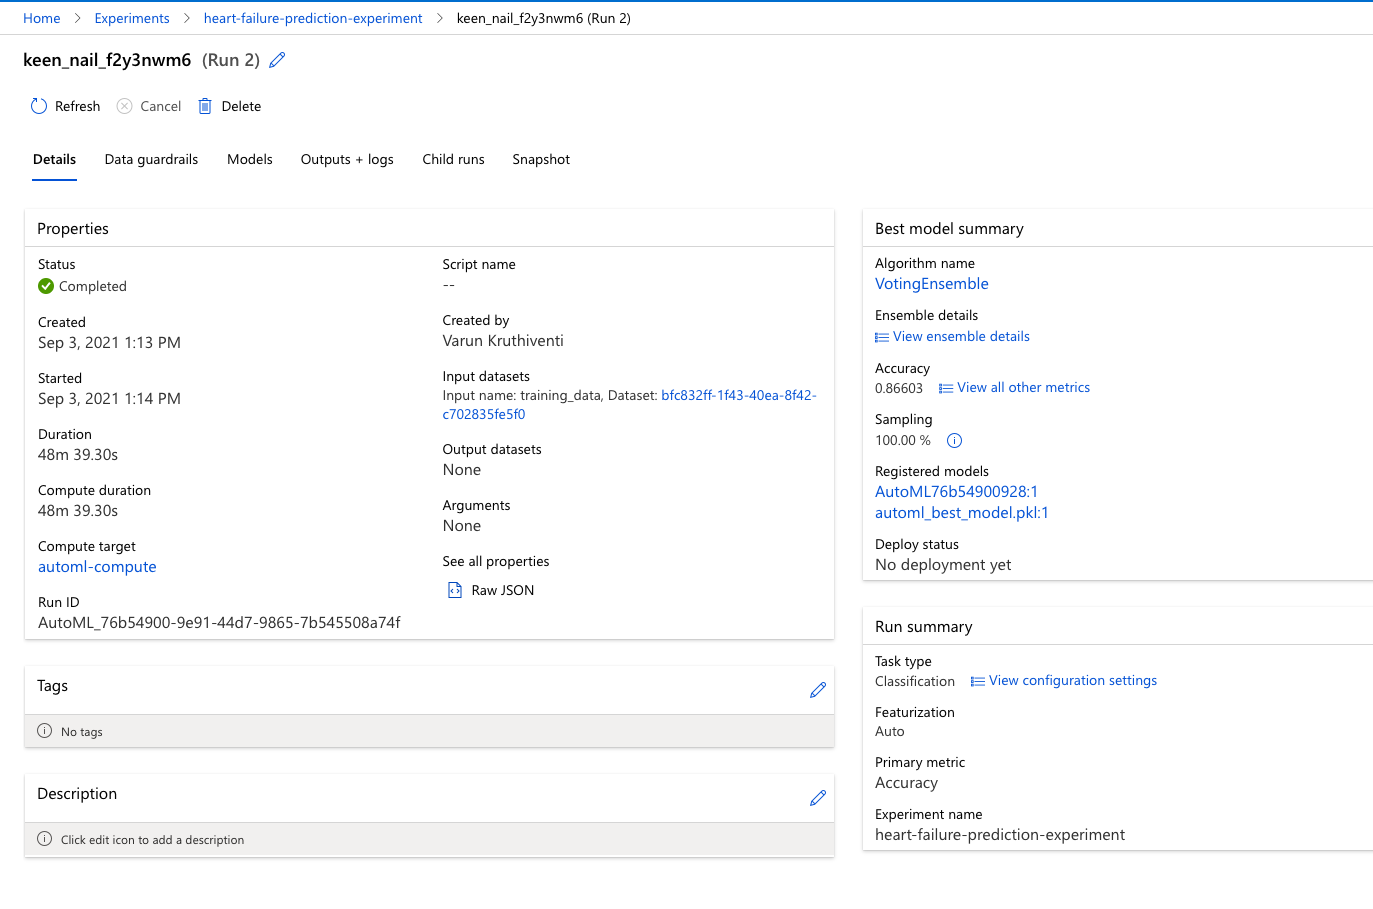 Home > Experiments > heart-failure-prediction-experiment > keen_nail_f2y3nwm6 (Run 2)
keen_nail_f2y3nwm6 (Run 2)
Refresh Cancel Delete
Details Data guardrails Models Outputs + logs Child runs Snapshot
Properties
Status
Completed
Created
Sep 3, 2021 1:13 PM
Started
Sep 3, 2021 1:14 PM
Duration
48m 39.30s
Compute duration
48m 39.30s
Compute target
automl-compute
Run ID
AutoML_76b54900-9e91-44d7-9865-7b545508a74f
Script name
--
Created by
Varun Kruthiventi
Input datasets
Input name: training_data, Dataset: bfc832ff-1f43-40ea-8f42-
c702835fe5f0
Output datasets
None
Arguments
None
See all properties
Raw JSON
Tags
No tags
Description
Click edit icon to add a description
Best model summary
Algorithm name
VotingEnsemble
Ensemble details
View ensemble details
Accuracy
0.86603 View all other metrics
Sampling
100.00 %
Registered models
AutoML76b54900928:1
automl_best_model.pkl:1
Deploy status
No deployment yet
Run summary
Task type
Classification View configuration settings
Featurization
Auto
Primary metric
Accuracy
Experiment name
heart-failure-prediction-experiment